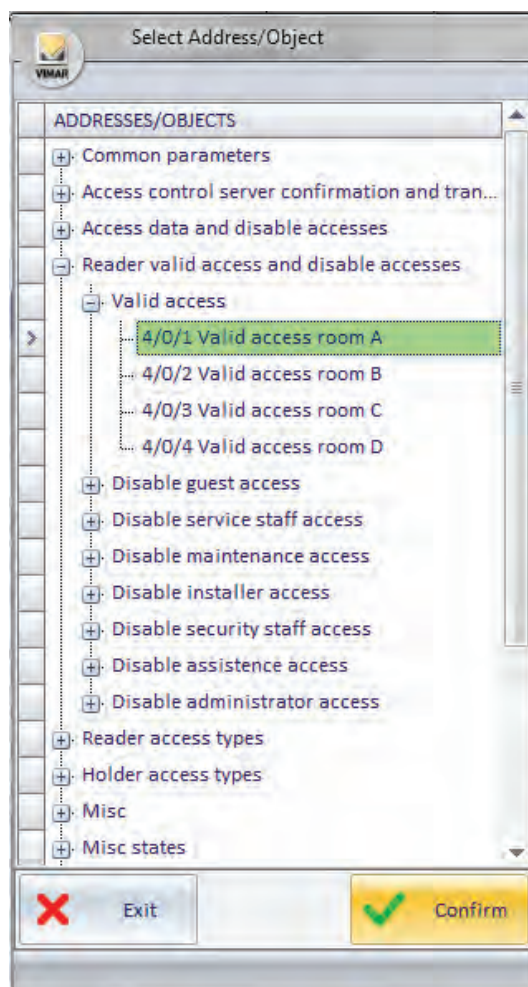 Select Address/Object
VIMAR
ADDRESSES/OBJECTS
Common parameters
Access control server confirmation and tran...
Access data and disable accesses
Reader valid access and disable accesses
Valid access
4/0/1 Valid access room A
4/0/2 Valid access room B
4/0/3 Valid access room C
4/0/4 Valid access room D
Disable guest access
Disable service staff access
Disable maintenance access
Disable installer access
Disable security staff access
Disable assistence access
Disable administrator access
Reader access types
Holder access types
Misc
Misc states
Exit Confirm